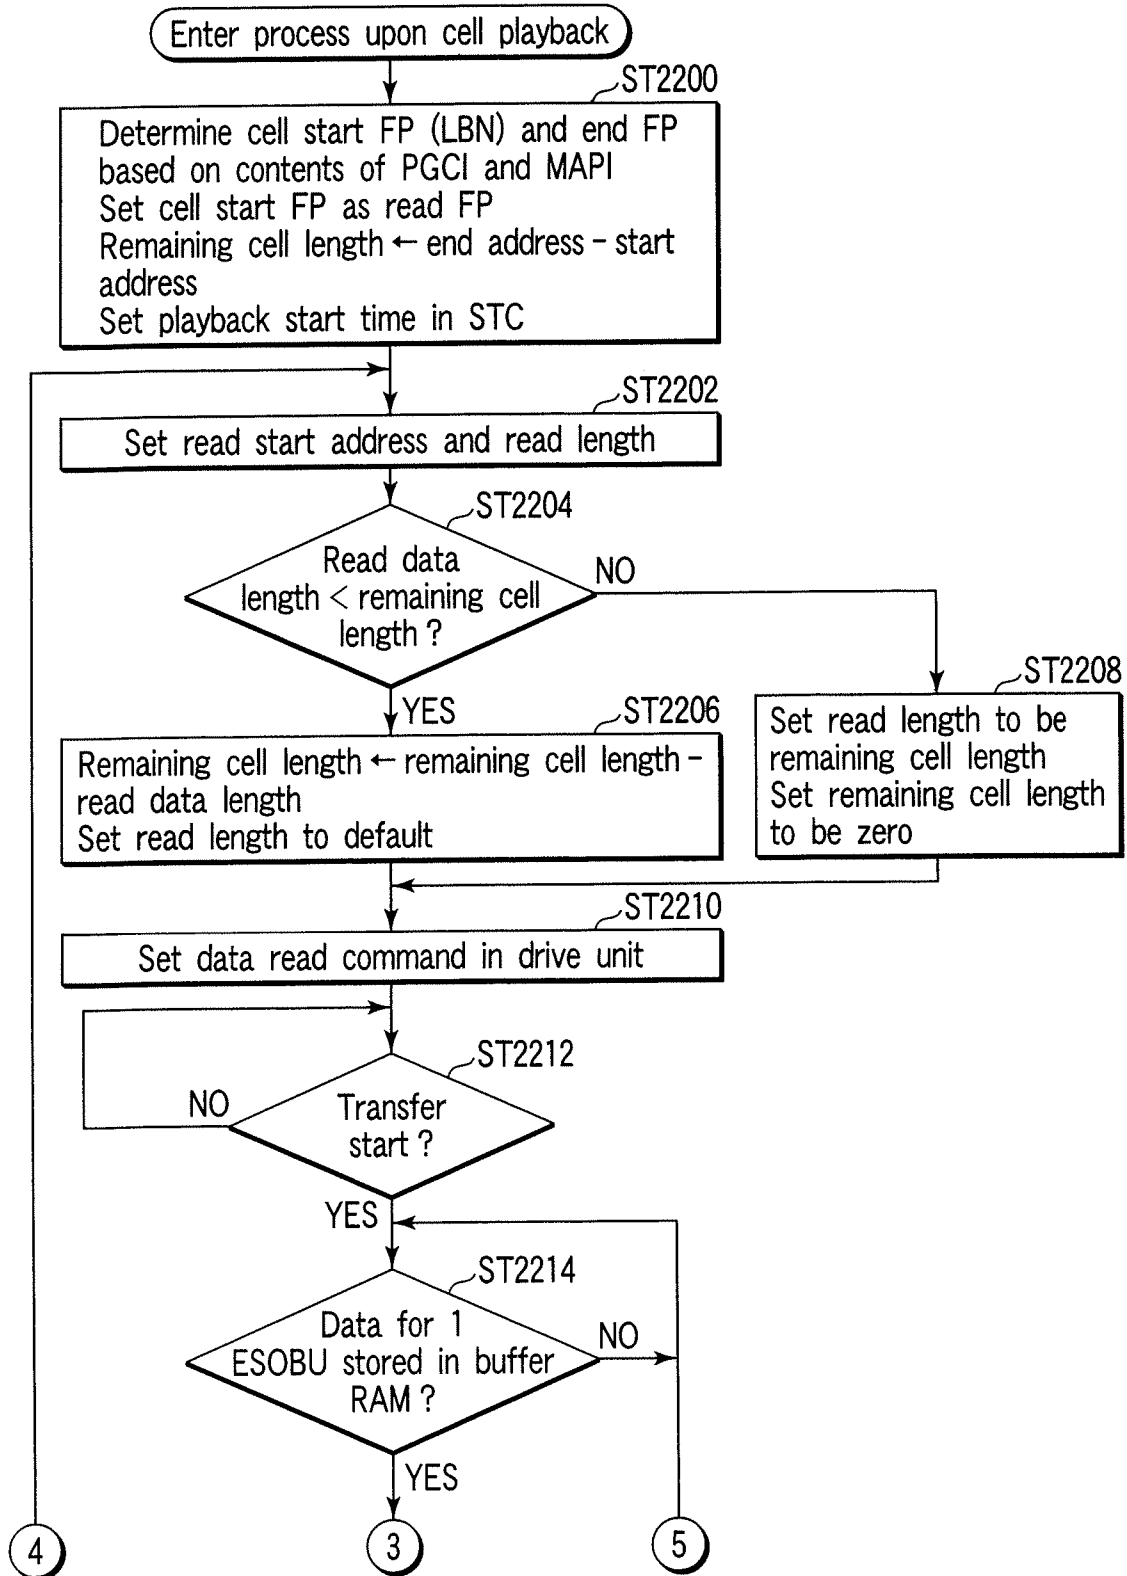 Enter process upon cell playback
ST2200
Determine cell start FP (LBN) and end FP
based on contents of PGCI and MAPI
Set cell start FP as read FP
Remaining cell length ← end address – start
address
Set playback start time in STC
ST2202
Set read start address and read length
ST2204
Read data
length < remaining cell
length ?
NO
YES
ST2206
Remaining cell length ← remaining cell length –
read data length
Set read length to default
ST2208
Set read length to be
remaining cell length
Set remaining cell length
to be zero
ST2210
Set data read command in drive unit
ST2212
Transfer
start ?
NO
YES
ST2214
Data for 1
ESOBU stored in buffer
RAM ?
NO
YES
4
3
5